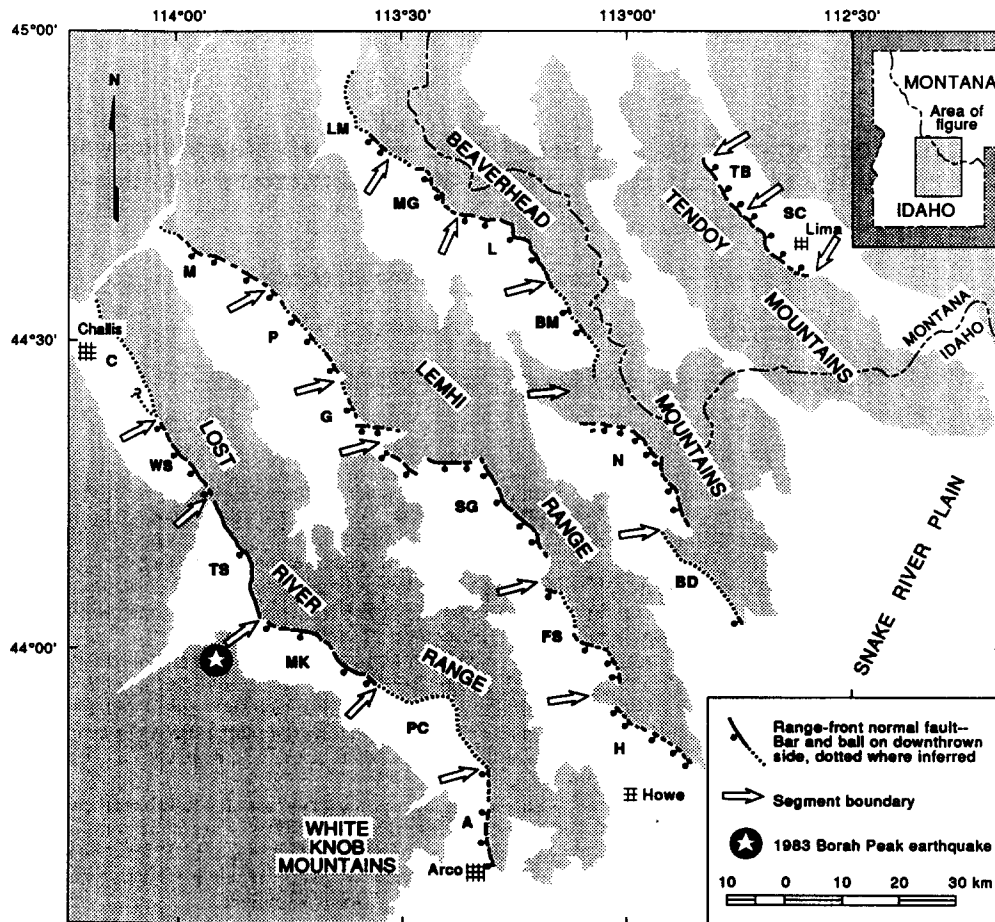 114°00' 113°30' 113°00' 112°30'
45°00'
44°30'
44°00'
N
MONTANA
Area of
figure
IDAHO
LM
MG
BEAVERHEAD
L
BM
MOUNTAINS
N
BD
TB
SC
Lima
TENDOY
MOUNTAINS
MONTANA
IDAHO
M
P
G
LEMHI
SG
RANGE
FS
H
Howe
Challis
C
?
WS
LOST
TS
RIVER
MK
RANGE
PC
A
Arco
WHITE
KNOB
MOUNTAINS
SNAKE RIVER PLAIN
Range-front normal fault--
Bar and ball on downthrown
side, dotted where inferred
Segment boundary
1983 Borah Peak earthquake
10 0 10 20 30 km